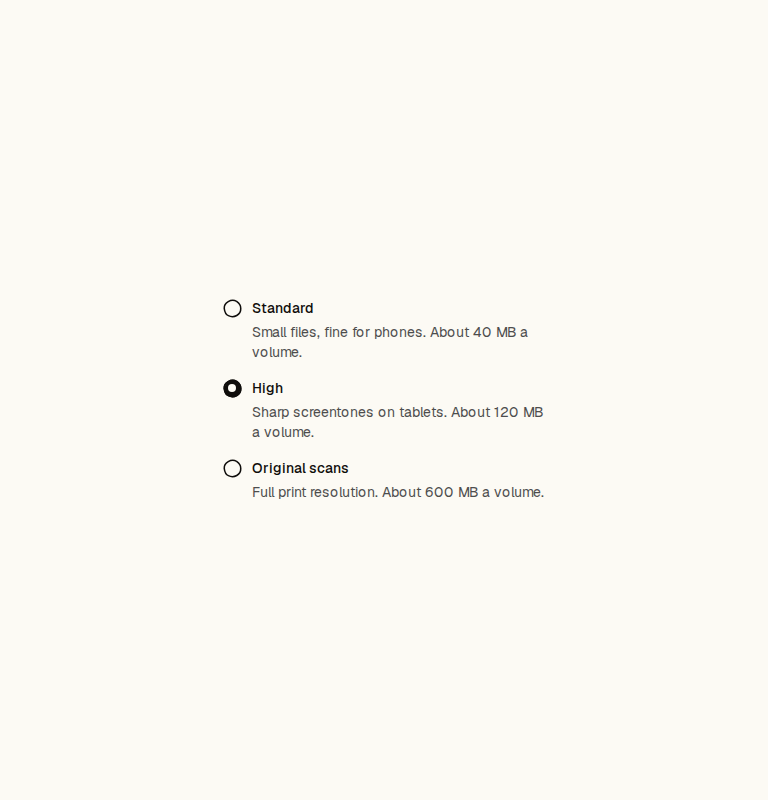 Standard
Small files, fine for phones. About 40 MB a
volume.
High
Sharp screentones on tablets. About 120 MB
a volume.
Original scans
Full print resolution. About 600 MB a volume.